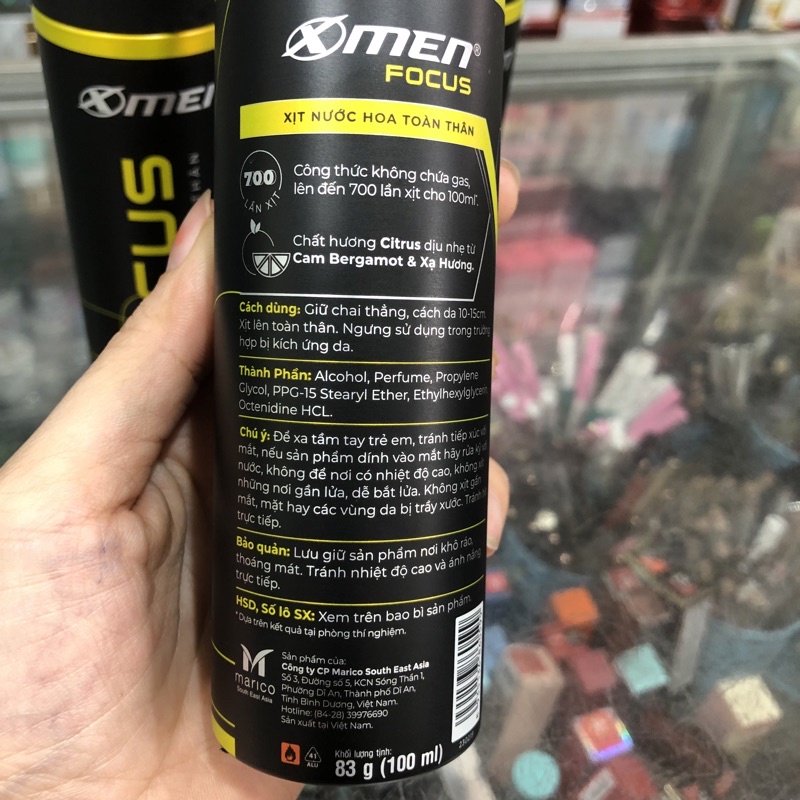 XMEN®
FOCUS
XỊT NƯỚC HOA TOÀN THÂN
700
LẦN XỊT
Công thức không chứa gas,
lên đến 700 lần xịt cho 100ml*.
Chất hương Citrus dịu nhẹ từ
Cam Bergamot & Xạ Hương.
Cách dùng: Giữ chai thẳng, cách da 10-15cm.
Xịt lên toàn thân. Ngưng sử dụng trong trường
hợp bị kích ứng da.
Thành Phần: Alcohol, Perfume, Propylene
Glycol, PPG-15 Stearyl Ether, Ethylhexylglycerin,
Octenidine HCL.
Chú ý: Để xa tầm tay trẻ em, tránh tiếp xúc với
mắt, nếu sản phẩm dính vào mắt hãy rửa kỹ với
nước, không để nơi có nhiệt độ cao, không xịt
những nơi gần lửa, dễ bắt lửa. Không xịt gần
mắt, mặt hay các vùng da bị trầy xước. Tránh
trực tiếp.
Bảo quản: Lưu giữ sản phẩm nơi khô ráo,
thoáng mát. Tránh nhiệt độ cao và ánh nắng
trực tiếp.
HSD, Số lô SX: Xem trên bao bì sản phẩm.
* Dựa trên kết quả tại phòng thí nghiệm.
marico
South East Asia
Sản phẩm của:
Công ty CP Marico South East Asia
Số 3, Đường số 5, KCN Sóng Thần 1,
Phường Dĩ An, Thành phố Dĩ An,
Tỉnh Bình Dương, Việt Nam.
Hotline: (84-28) 39976690
Sản xuất tại Việt Nam.
41
ALU
Khối lượng tịnh:
83 g (100 ml)
XMEN
CUS